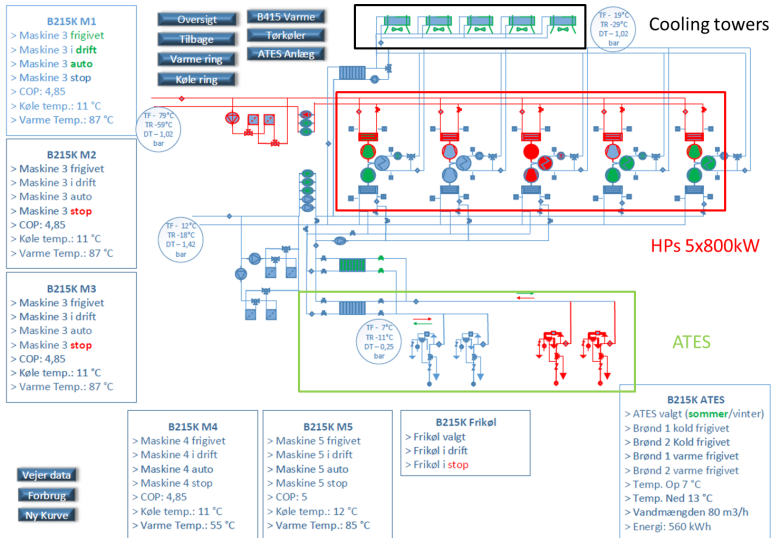 B215K M1
> Maskine 3 frigivet
> Maskine 3 i drift
> Maskine 3 auto
> Maskine 3 stop
> COP: 4,85
> Køle temp.: 11 °C
> Varme Temp.: 87 °C
Oversigt
Tilbage
Varme ring
Køle ring
B415 Varme
Tørkøler
ATES Anlæg
TF - 19°C
TR -29°C
DT – 1,02
bar
Cooling towers
TF - 79°C
TR -59°C
DT – 1,02
bar
B215K M2
> Maskine 3 frigivet
> Maskine 3 i drift
> Maskine 3 auto
> Maskine 3 stop
> COP: 4,85
> Køle temp.: 11 °C
> Varme Temp.: 87 °C
TF - 12°C
TR -18°C
DT – 1,42
bar
HPs 5x800kW
B215K M3
> Maskine 3 frigivet
> Maskine 3 i drift
> Maskine 3 auto
> Maskine 3 stop
> COP: 4,85
> Køle temp.: 11 °C
> Varme Temp.: 87 °C
TF - 7°C
TR -11°C
DT – 0,25
bar
ATES
B215K M4
> Maskine 4 frigivet
> Maskine 4 i drift
> Maskine 4 auto
> Maskine 4 stop
> COP: 4,85
> Køle temp.: 11 °C
> Varme Temp.: 55 °C
B215K M5
> Maskine 5 frigivet
> Maskine 5 i drift
> Maskine 5 auto
> Maskine 5 stop
> COP: 5
> Køle temp.: 12 °C
> Varme Temp.: 85 °C
B215K Frikøl
> Frikøl valgt
> Frikøl i drift
> Frikøl i stop
B215K ATES
> ATES valgt (sommer/vinter)
> Brønd 1 kold frigivet
> Brønd 2 Kold frigivet
> Brønd 1 varme frigivet
> Brønd 2 varme frigivet
> Temp. Op 7 °C
> Temp. Ned 13 °C
> Vandmængden 80 m3/h
> Energi: 560 kWh
Vejer data
Forbrug
Ny Kurve